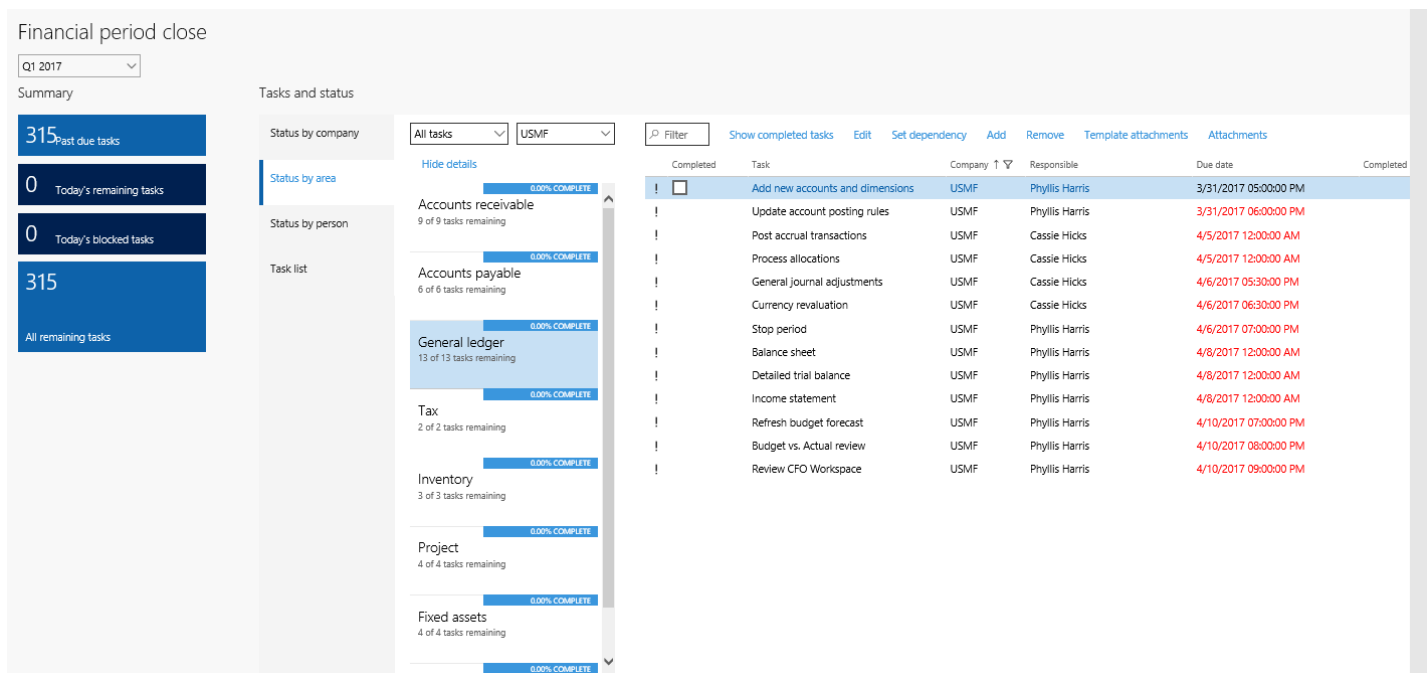 Financial period close
Q1 2017
Summary
315 Past due tasks
0 Today's remaining tasks
0 Today's blocked tasks
315
All remaining tasks
Tasks and status
Status by company
Status by area
Status by person
Task list
All tasks USMF
Hide details
0.00% COMPLETE
Accounts receivable
9 of 9 tasks remaining
0.00% COMPLETE
Accounts payable
6 of 6 tasks remaining
0.00% COMPLETE
General ledger
13 of 13 tasks remaining
0.00% COMPLETE
Tax
2 of 2 tasks remaining
0.00% COMPLETE
Inventory
3 of 3 tasks remaining
0.00% COMPLETE
Project
4 of 4 tasks remaining
0.00% COMPLETE
Fixed assets
4 of 4 tasks remaining
0.00% COMPLETE
Filter Show completed tasks Edit Set dependency Add Remove Template attachments Attachments
Completed Task Company ↑ Responsible Due date Completed
! Add new accounts and dimensions USMF Phyllis Harris 3/31/2017 05:00:00 PM
! Update account posting rules USMF Phyllis Harris 3/31/2017 06:00:00 PM
! Post accrual transactions USMF Cassie Hicks 4/5/2017 12:00:00 AM
! Process allocations USMF Cassie Hicks 4/5/2017 12:00:00 AM
! General journal adjustments USMF Cassie Hicks 4/6/2017 05:30:00 PM
! Currency revaluation USMF Cassie Hicks 4/6/2017 06:30:00 PM
! Stop period USMF Phyllis Harris 4/6/2017 07:00:00 PM
! Balance sheet USMF Phyllis Harris 4/8/2017 12:00:00 AM
! Detailed trial balance USMF Phyllis Harris 4/8/2017 12:00:00 AM
! Income statement USMF Phyllis Harris 4/8/2017 12:00:00 AM
! Refresh budget forecast USMF Phyllis Harris 4/10/2017 07:00:00 PM
! Budget vs. Actual review USMF Phyllis Harris 4/10/2017 08:00:00 PM
! Review CFO Workspace USMF Phyllis Harris 4/10/2017 09:00:00 PM